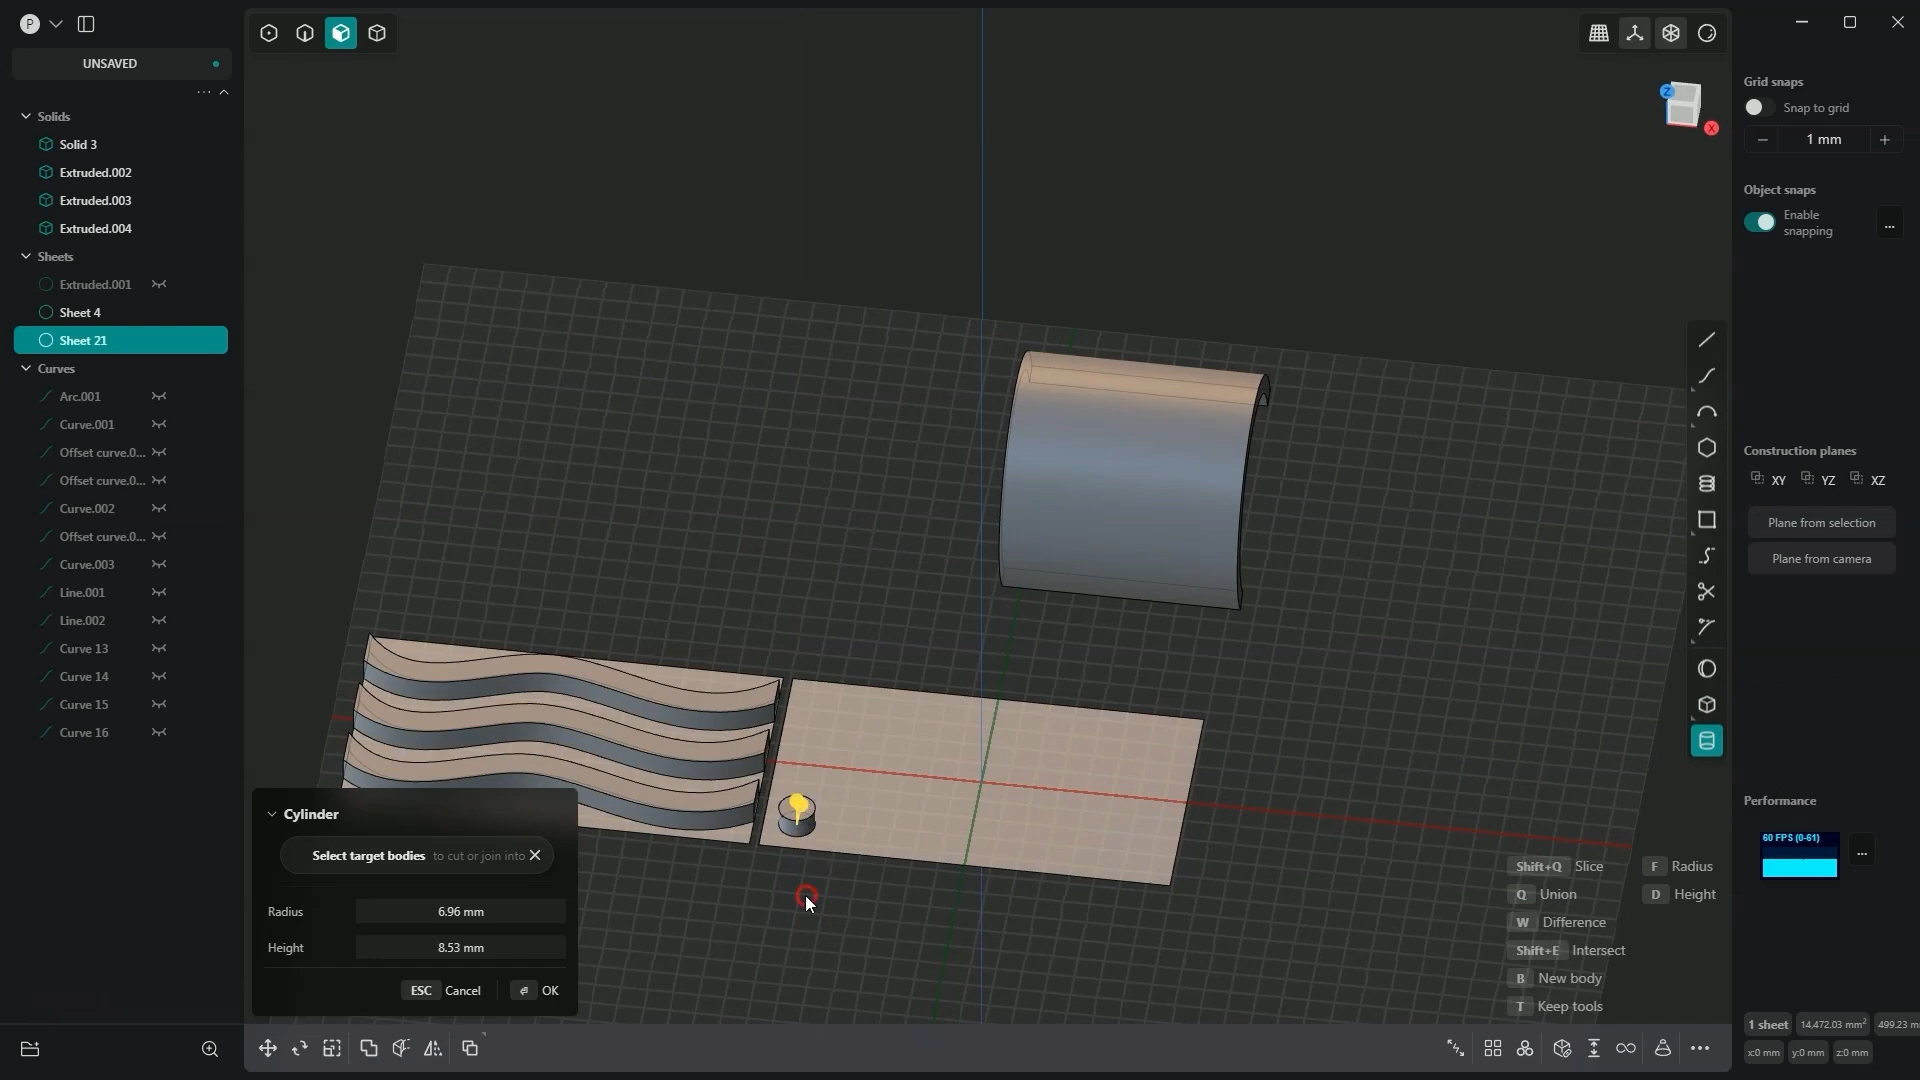 P
UNSAVED
Solids
Solid 3
Extruded.002
Extruded.003
Extruded.004
Sheets
Extruded.001
Sheet 4
Sheet 21
Curves
Arc.001
Curve.001
Offset curve.0...
Offset curve.0...
Curve.002
Offset curve.0...
Curve.003
Line.001
Line.002
Curve 13
Curve 14
Curve 15
Curve 16
Z
X
Cylinder
Select target bodies to cut or join into
Radius 6.96 mm
Height 8.53 mm
ESC Cancel OK
Shift+Q Slice F Radius
Q Union D Height
W Difference
Shift+E Intersect
B New body
T Keep tools
Grid snaps
Snap to grid
1 mm
Object snaps
Enable
snapping
...
Construction planes
XY YZ XZ
Plane from selection
Plane from camera
Performance
60 FPS (0-61)
...
1 sheet 14,472.03 mm² 499.23 m
x:0 mm y:0 mm z:0 mm